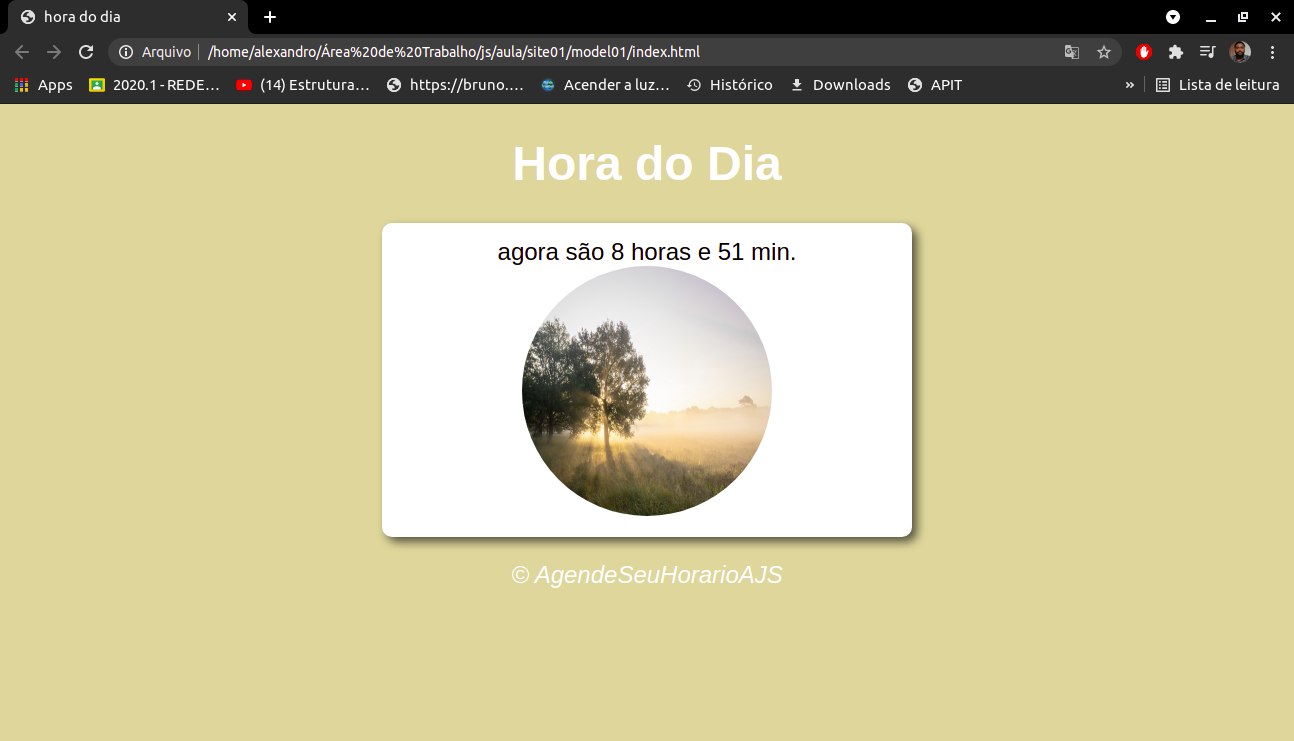 hora do dia
Arquivo
/home/alexandro/Área%20de%20Trabalho/js/aula/site01/model01/index.html
Apps
2020.1 - REDE…
(14) Estrutura…
https://bruno.…
Acender a luz…
Histórico
Downloads
APIT
»
Lista de leitura
Hora do Dia
agora são 8 horas e 51 min.
© AgendeSeuHorarioAJS